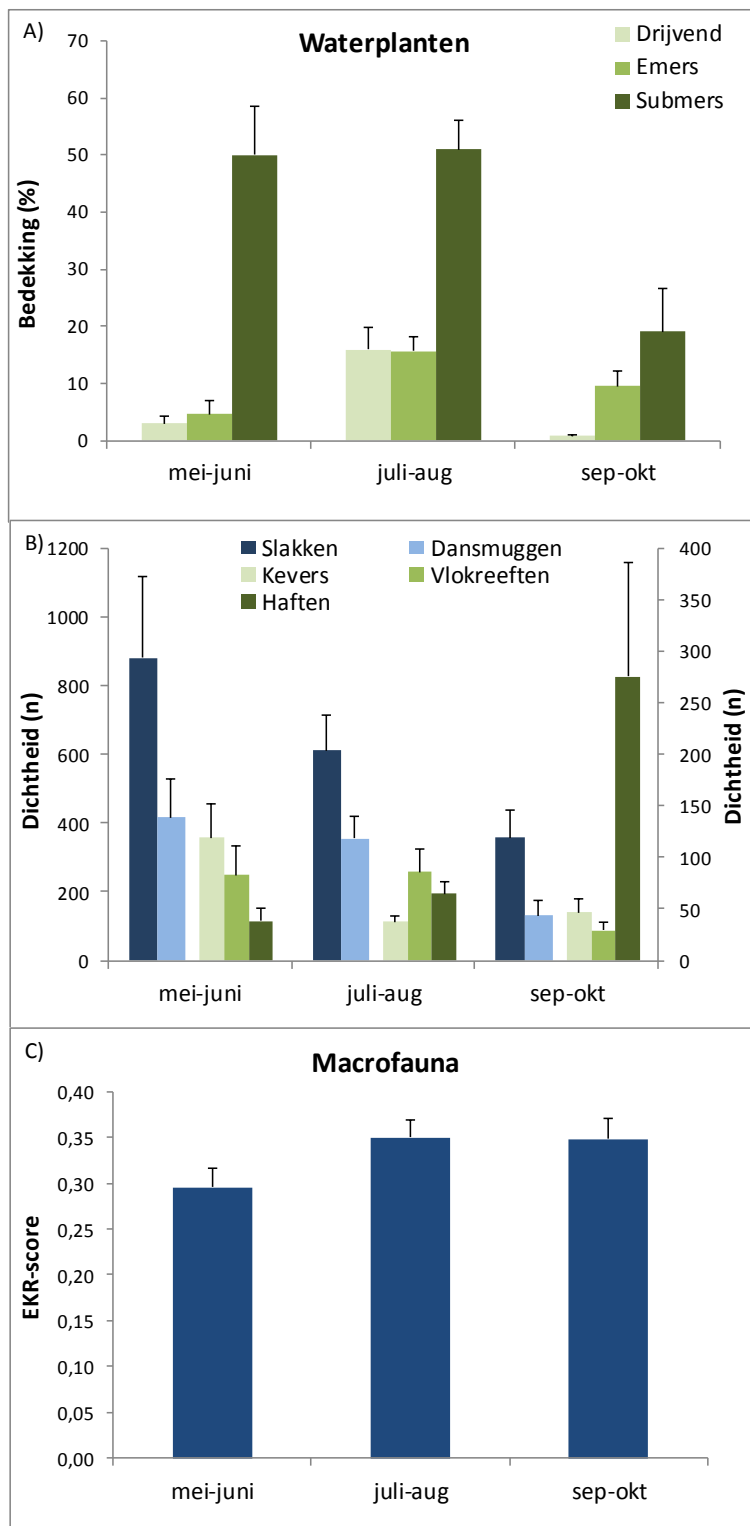 A)
Waterplanten
Drijvend
Emers
Submers
Bedekking (%)
70
60
50
40
30
20
10
0
mei-juni
juli-aug
sep-okt
B)
Slakken
Dansmuggen
Kevers
Vlokreeften
Haften
Dichtheid (n)
1200
1000
800
600
400
200
0
Dichtheid (n)
400
350
300
250
200
150
100
50
0
mei-juni
juli-aug
sep-okt
C)
Macrofauna
EKR-score
0,40
0,35
0,30
0,25
0,20
0,15
0,10
0,05
0,00
mei-juni
juli-aug
sep-okt